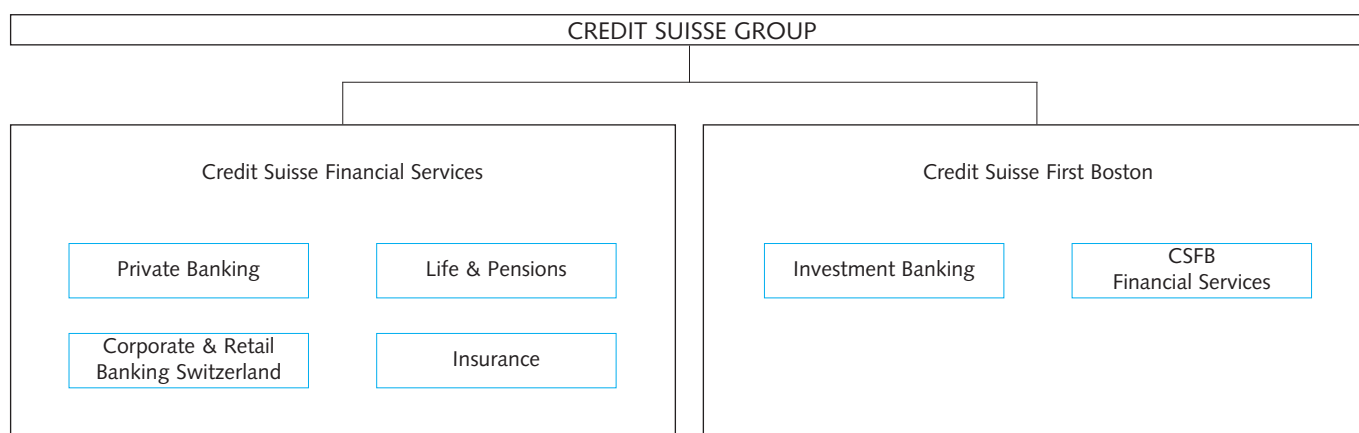 CREDIT SUISSE GROUP
Credit Suisse Financial Services
Private Banking
Life & Pensions
Corporate & Retail
Banking Switzerland
Insurance
Credit Suisse First Boston
Investment Banking
CSFB
Financial Services